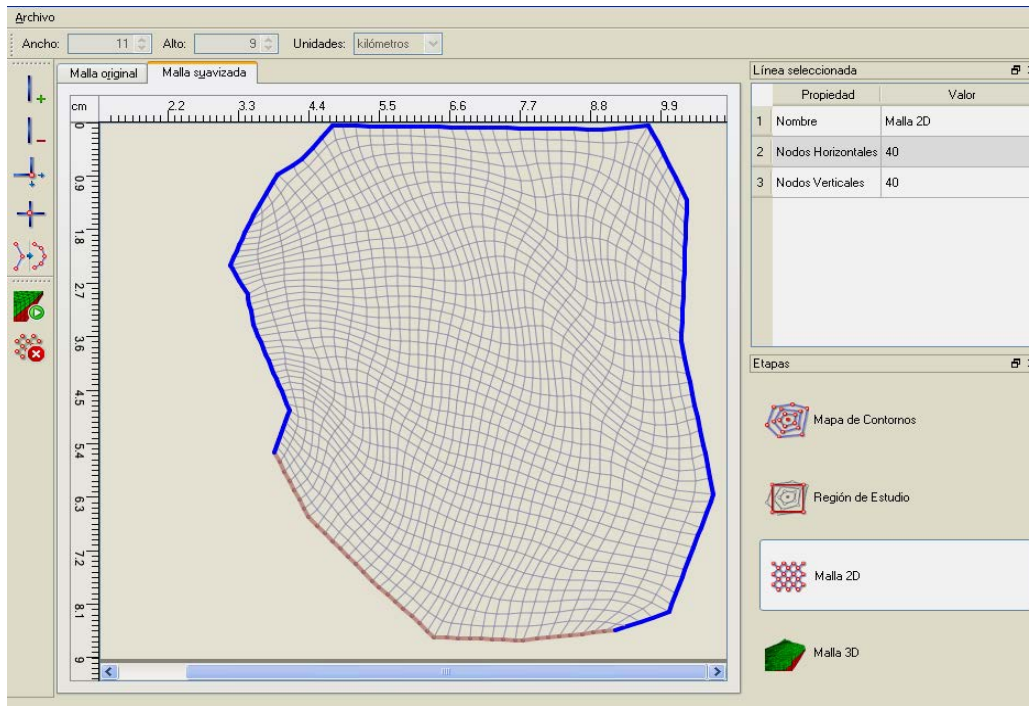 Archivo
Ancho: 11 Alto: 9 Unidades: kilómetros
Malla original Malla suavizada
cm 2.2 3.3 4.4 5.5 6.6 7.7 8.8 9.9
0
0.9
1.8
2.7
3.6
4.5
5.4
6.3
7.2
8.1
9
Línea seleccionada
Propiedad Valor
1 Nombre Malla 2D
2 Nodos Horizontales 40
3 Nodos Verticales 40
Etapas
Mapa de Contornos
Región de Estudio
Malla 2D
Malla 3D